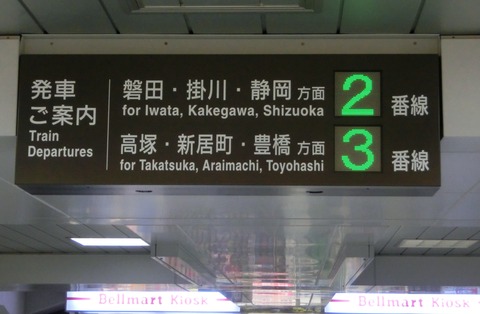 発車
ご案内
Train
Departures
磐田・掛川・静岡 方面 2 番線
for Iwata, Kakegawa, Shizuoka
高塚・新居町・豊橋 方面 3 番線
for Takatsuka, Araimachi, Toyohashi
Bellmart Kiosk
Bellmart Kiosk